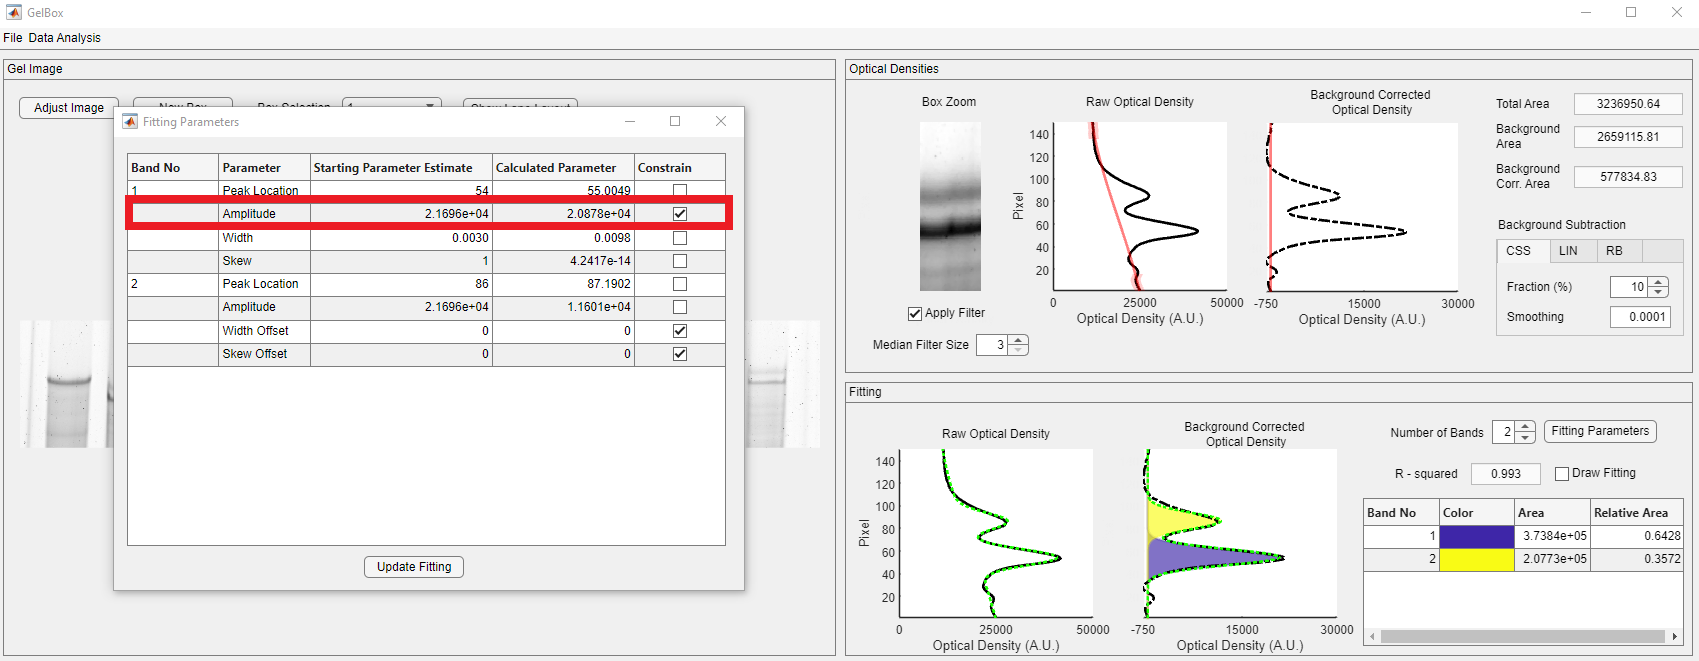 GelBox
File Data Analysis
Gel Image
Adjust Image
New Box
Box Selection
1
Show Lane Layout
Fitting Parameters
Band No Parameter Starting Parameter Estimate Calculated Parameter Constrain
1 Peak Location 54 55.0049
Amplitude 2.1696e+04 2.0878e+04
Width 0.0030 0.0098
Skew 1 4.2417e-14
2 Peak Location 86 87.1902
Amplitude 2.1696e+04 1.1601e+04
Width Offset 0 0
Skew Offset 0 0
Update Fitting
Optical Densities
Box Zoom
Apply Filter
Median Filter Size 3
Raw Optical Density
Pixel
140
120
100
80
60
40
20
0 25000 50000
Optical Density (A.U.)
Background Corrected
Optical Density
-750 15000 30000
Optical Density (A.U.)
Total Area 3236950.64
Background
Area
2659115.81
Background
Corr. Area
577834.83
Background Subtraction
CSS LIN RB
Fraction (%) 10
Smoothing 0.0001
Fitting
Raw Optical Density
Pixel
140
120
100
80
60
40
20
0 25000 50000
Optical Density (A.U.)
Background Corrected
Optical Density
-750 15000 30000
Optical Density (A.U.)
Number of Bands 2 Fitting Parameters
R - squared 0.993 Draw Fitting
Band No Color Area Relative Area
1 3.7384e+05 0.6428
2 2.0773e+05 0.3572